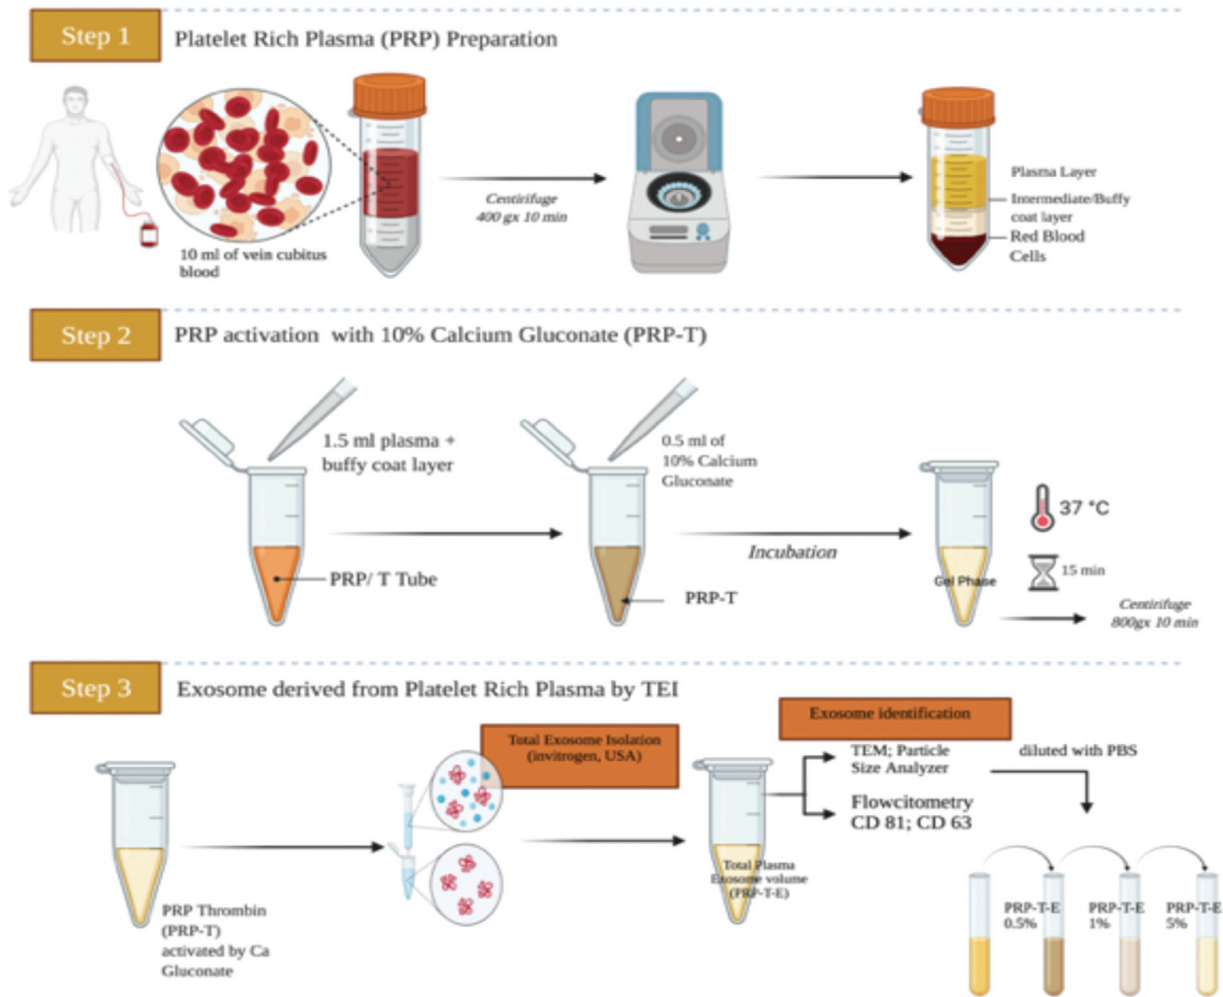 Step 1
Platelet Rich Plasma (PRP) Preparation
10 ml of vein cubitus
blood
Centirifuge
400 gx 10 min
Plasma Layer
Intermediate/Buffy
coat layer
Red Blood
Cells
Step 2
PRP activation with 10% Calcium Gluconate (PRP-T)
1.5 ml plasma +
buffy coat layer
PRP/ T Tube
0.5 ml of
10% Calcium
Gluconate
PRP-T
Incubation
Gel Phase
37 °C
15 min
Centirifuge
800gx 10 min
Step 3
Exosome derived from Platelet Rich Plasma by TEI
PRP Thrombin
(PRP-T)
activated by Ca
Gluconate
Total Exosome Isolation
(invitrogen, USA)
Total Plasma
Exosome volume
(PRP-T-E)
Exosome identification
TEM; Particle
Size Analyzer
Flowcitometry
CD 81; CD 63
diluted with PBS
PRP-T-E
0.5%
PRP-T-E
1%
PRP-T-E
5%